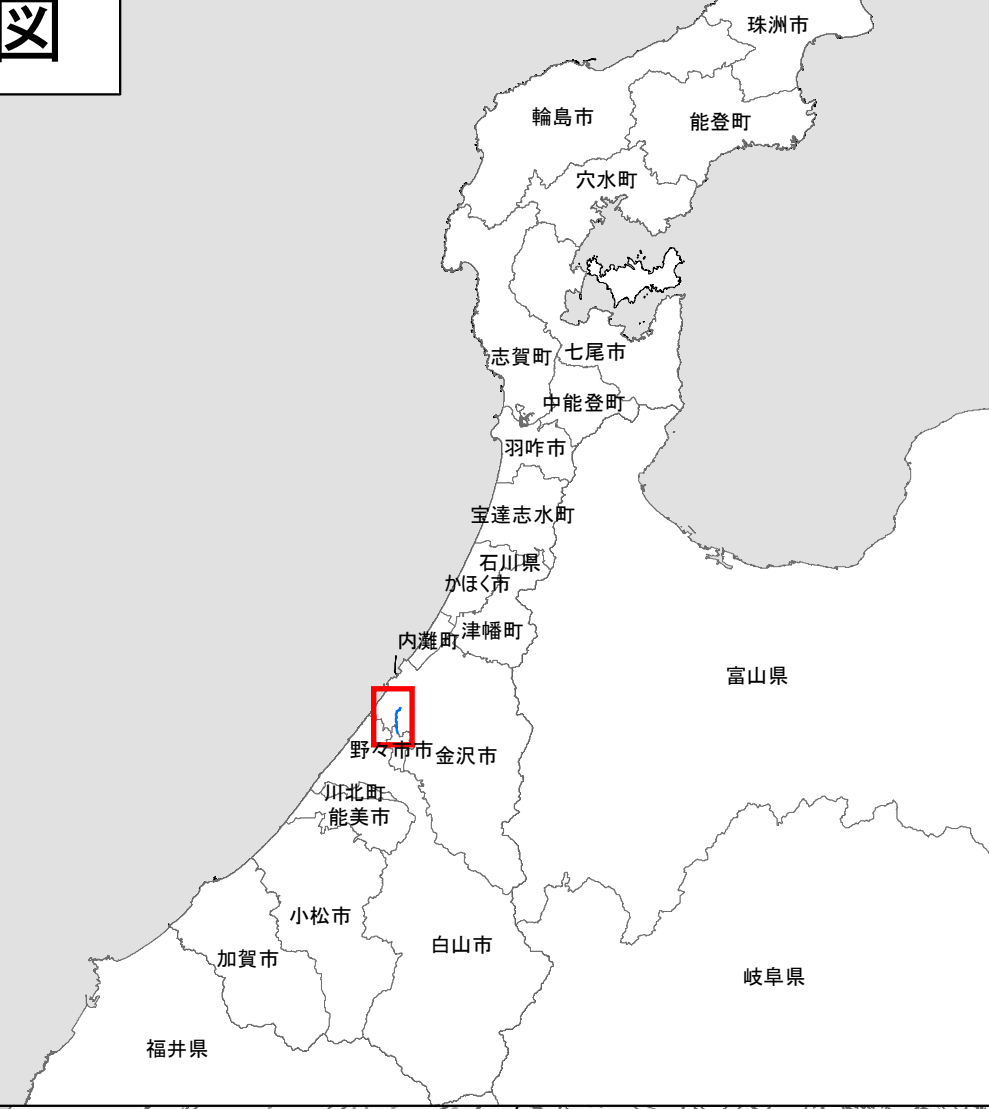 図
珠洲市
輪島市
能登町
穴水町
志賀町
七尾市
中能登町
羽咋市
宝達志水町
石川県
かほく市
内灘町
津幡町
富山県
野々市市
金沢市
川北町
能美市
小松市
白山市
加賀市
岐阜県
福井県